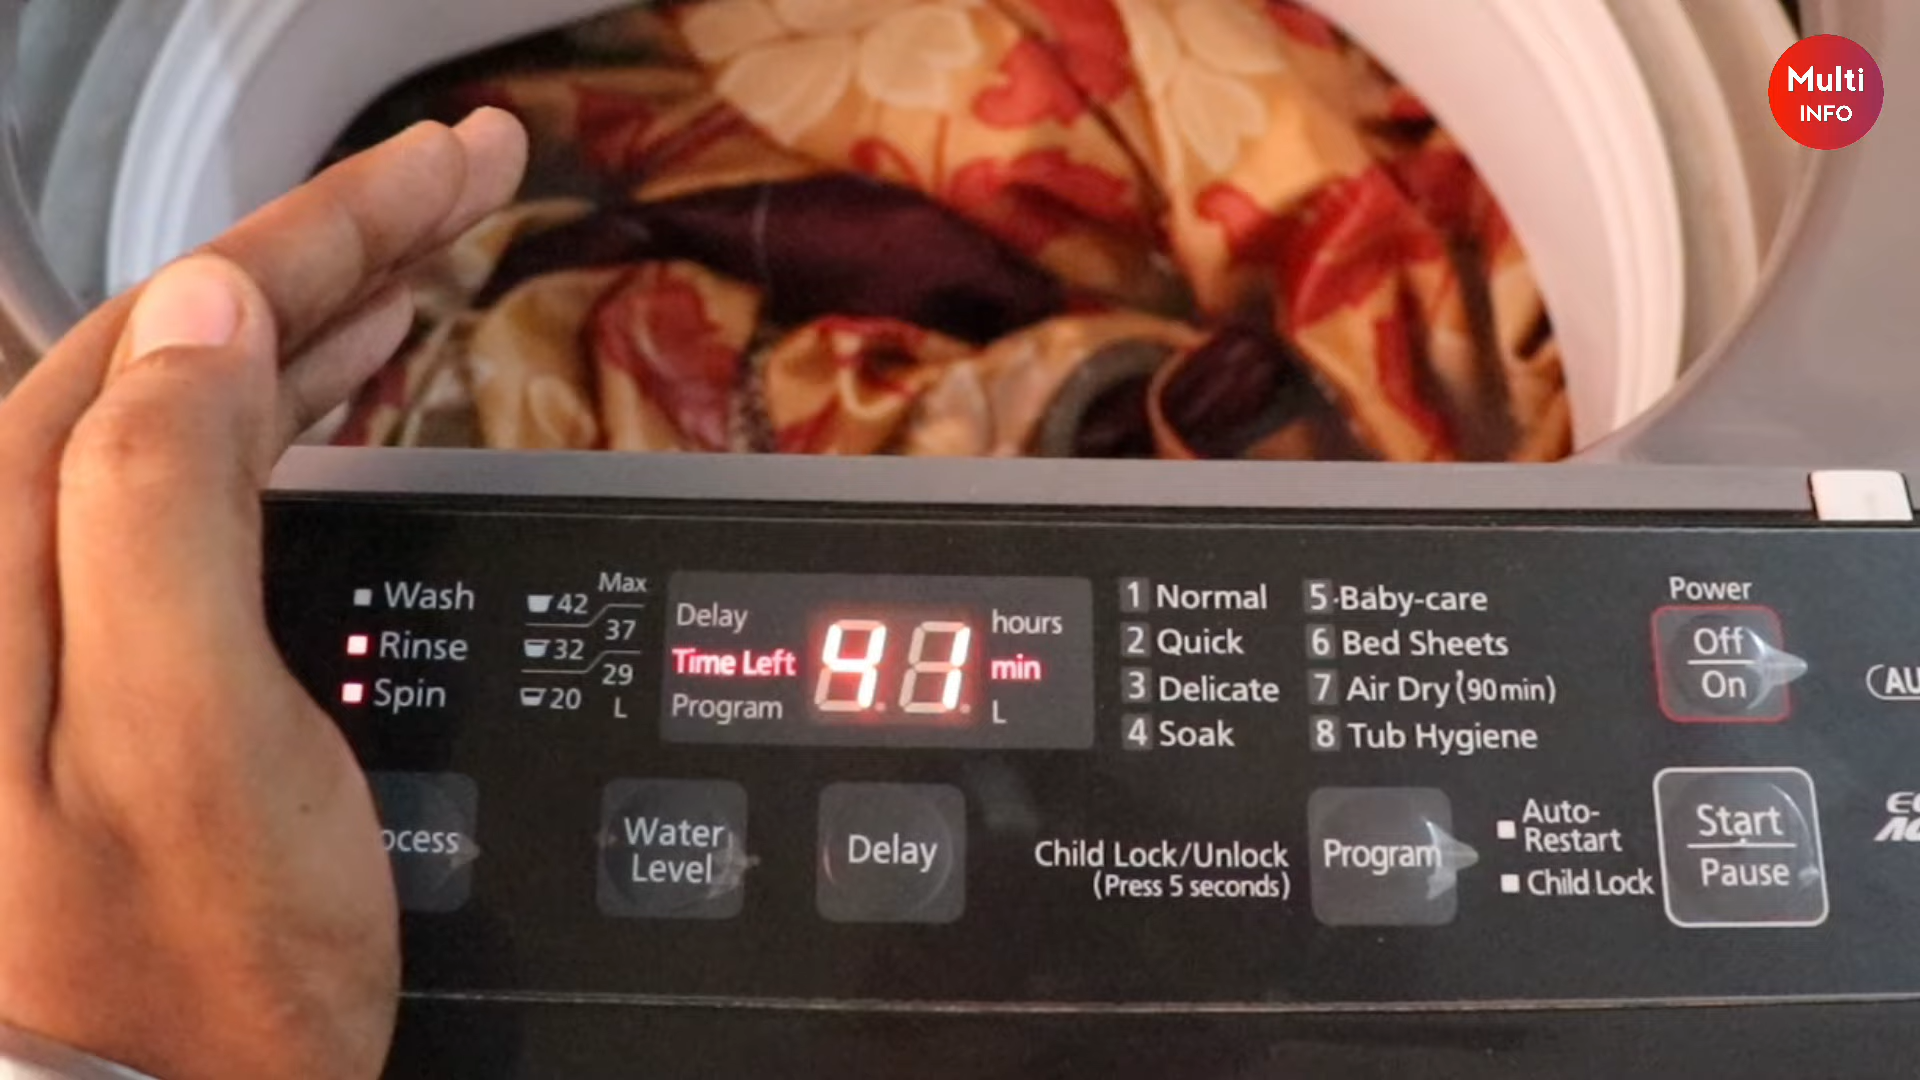 Multi
INFO
Wash
Rinse
Spin
Max
42
37
32
29
20
L
Delay
Time Left
Program
41
hours
min
L
1 Normal
2 Quick
3 Delicate
4 Soak
5 Baby-care
6 Bed Sheets
7 Air Dry (90min)
8 Tub Hygiene
Power
Off
On
AU
ocess
Water
Level
Delay
Child Lock/Unlock
(Press 5 seconds)
Program
Auto-
Restart
Child Lock
Start
Pause